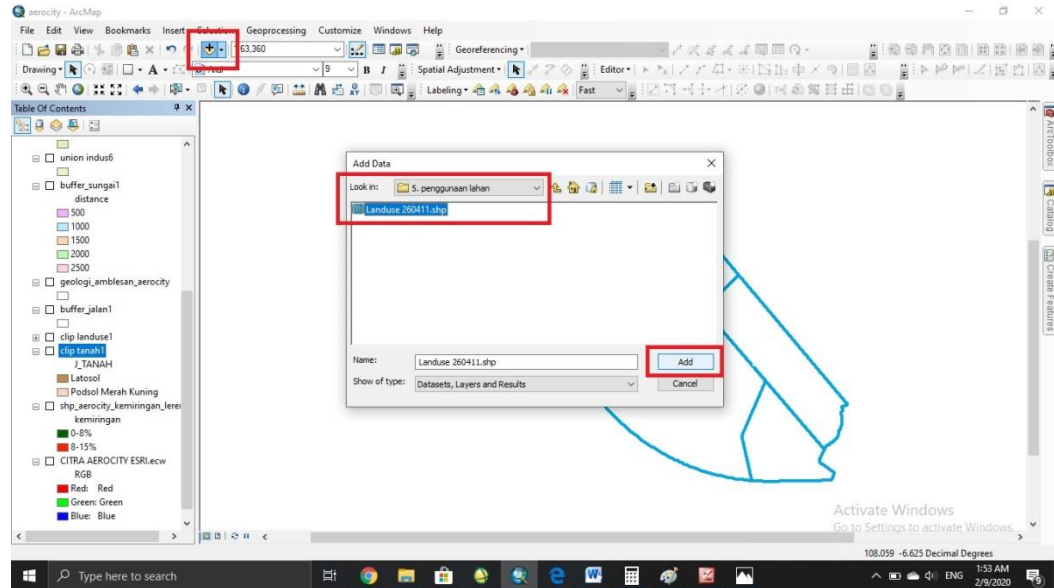 aerocity - ArcMap
File Edit View Bookmarks Insert Selection Geoprocessing Customize Windows Help
63,360 Georeferencing
Drawing A 9 B I Spatial Adjustment Editor
Labeling Fast
Table Of Contents
union indus6
buffer_sungai1
distance
500
1000
1500
2000
2500
geologi_amblesan_aerocity
buffer_jalan1
clip landuse1
clip tanah1
J_TANAH
Latosol
Podsol Merah Kuning
shp_aerocity_kemiringan_lere
kemiringan
0-8%
8-15%
CITRA AEROCITY ESRI.ecw
RGB
Red: Red
Green: Green
Blue: Blue
Add Data
Look in: 5. penggunaan lahan
Landuse 260411.shp
Name: Landuse 260411.shp Add
Show of type: Datasets, Layers and Results Cancel
ArcToolbox
Catalog
Create Features
Activate Windows
Go to Settings to activate Windows.
108.059 -6.625 Decimal Degrees
Type here to search
ENG
1:53 AM
2/9/2020